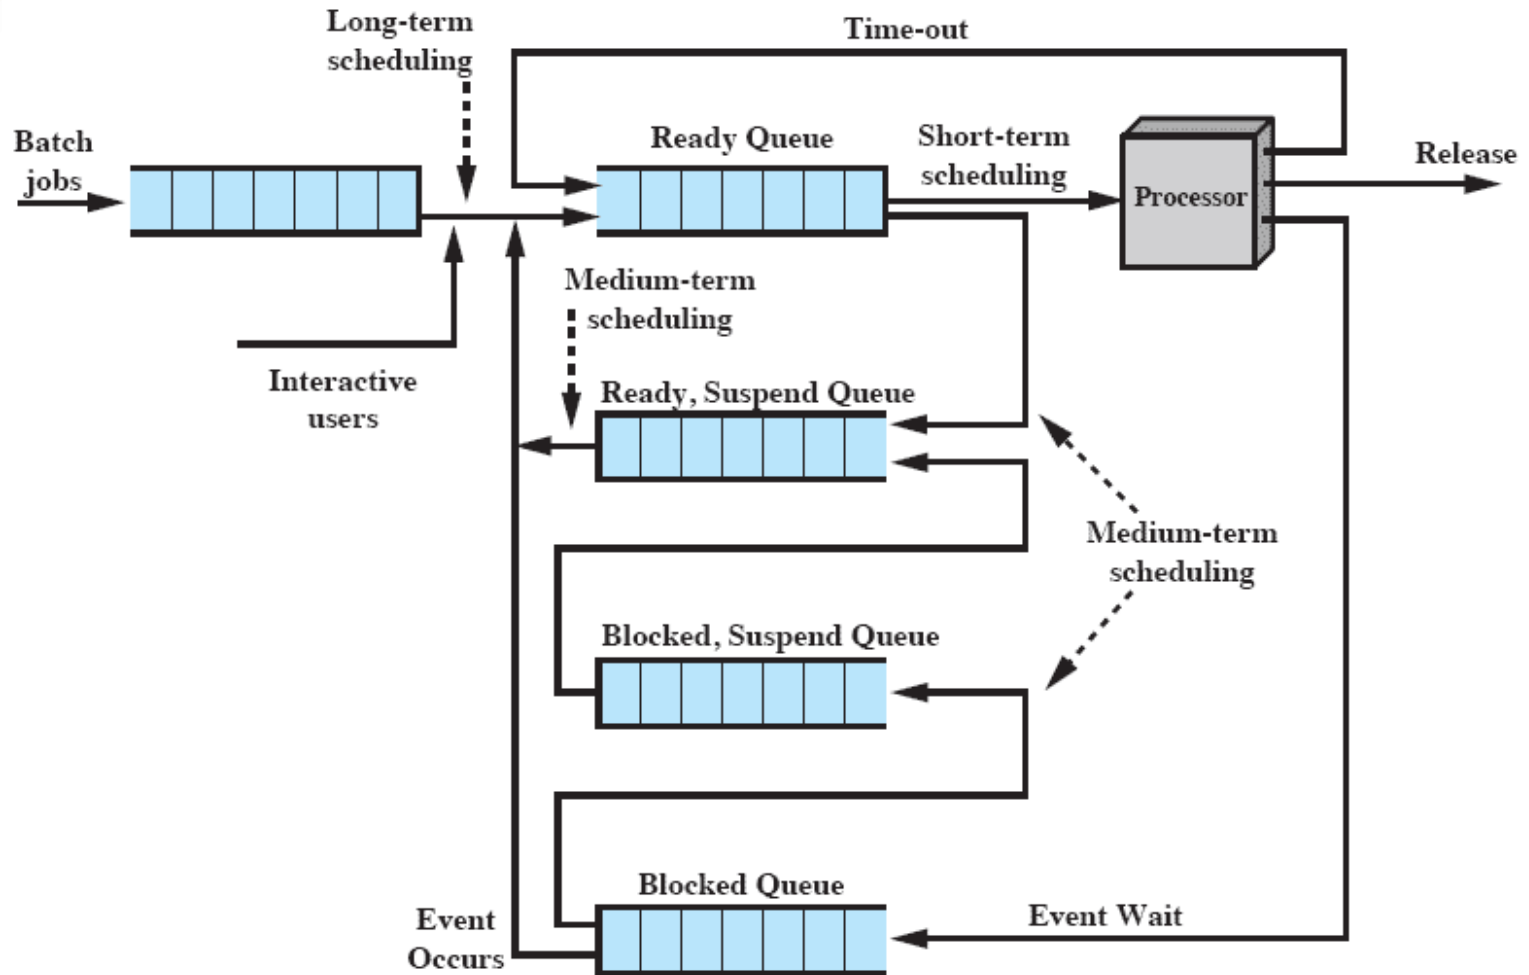 Long-term
scheduling
Time-out
Batch
jobs
Ready Queue
Short-term
scheduling
Processor
Release
Medium-term
scheduling
Interactive
users
Ready, Suspend Queue
Medium-term
scheduling
Blocked, Suspend Queue
Blocked Queue
Event
Occurs
Event Wait